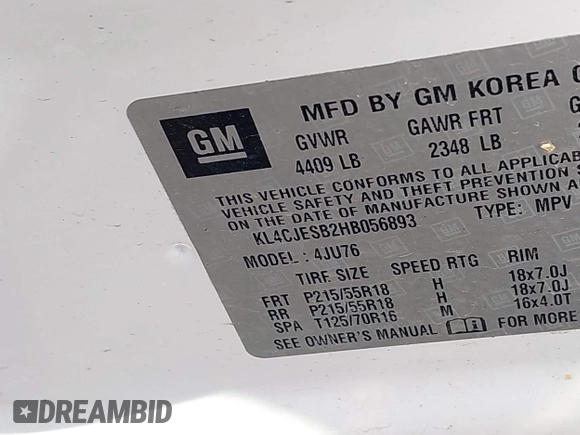 MFD BY GM KOREA
GM
GVWR GAWR FRT
4409 LB 2348 LB
THIS VEHICLE CONFORMS TO ALL APPLICAB
VEHICLE SAFETY AND THEFT PREVENTION S
ON THE DATE OF MANUFACTURE SHOWN A
KL4CJESB2HB056893 TYPE: MPV
MODEL: 4JU76
TIRE SIZE SPEED RTG RIM
FRT P215/55R18 H 18x7.0J
RR P215/55R18 H 18x7.0J
SPA T125/70R16 M 16x4.0T
SEE OWNER'S MANUAL FOR MORE
DREAMBID